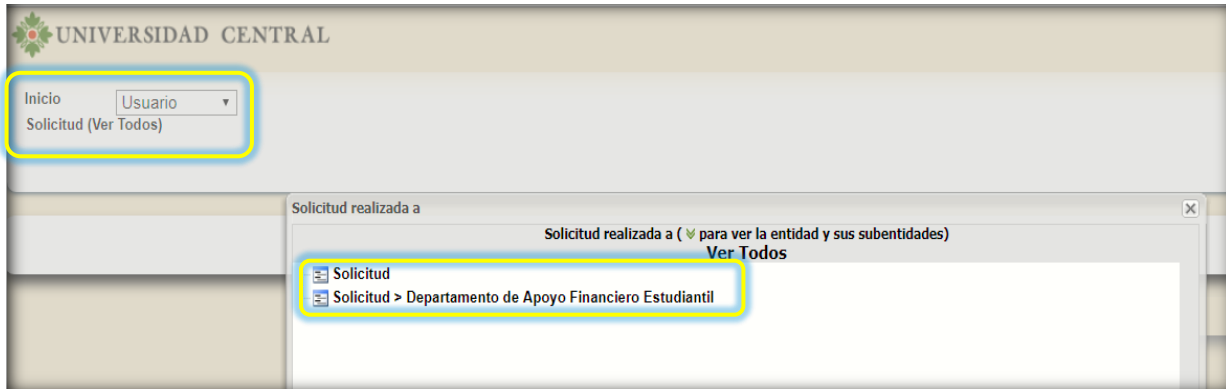 UNIVERSIDAD CENTRAL
Inicio
Usuario
Solicitud (Ver Todos)
Solicitud realizada a
Solicitud realizada a ( para ver la entidad y sus subentidades)
Ver Todos
Solicitud
Solicitud > Departamento de Apoyo Financiero Estudiantil